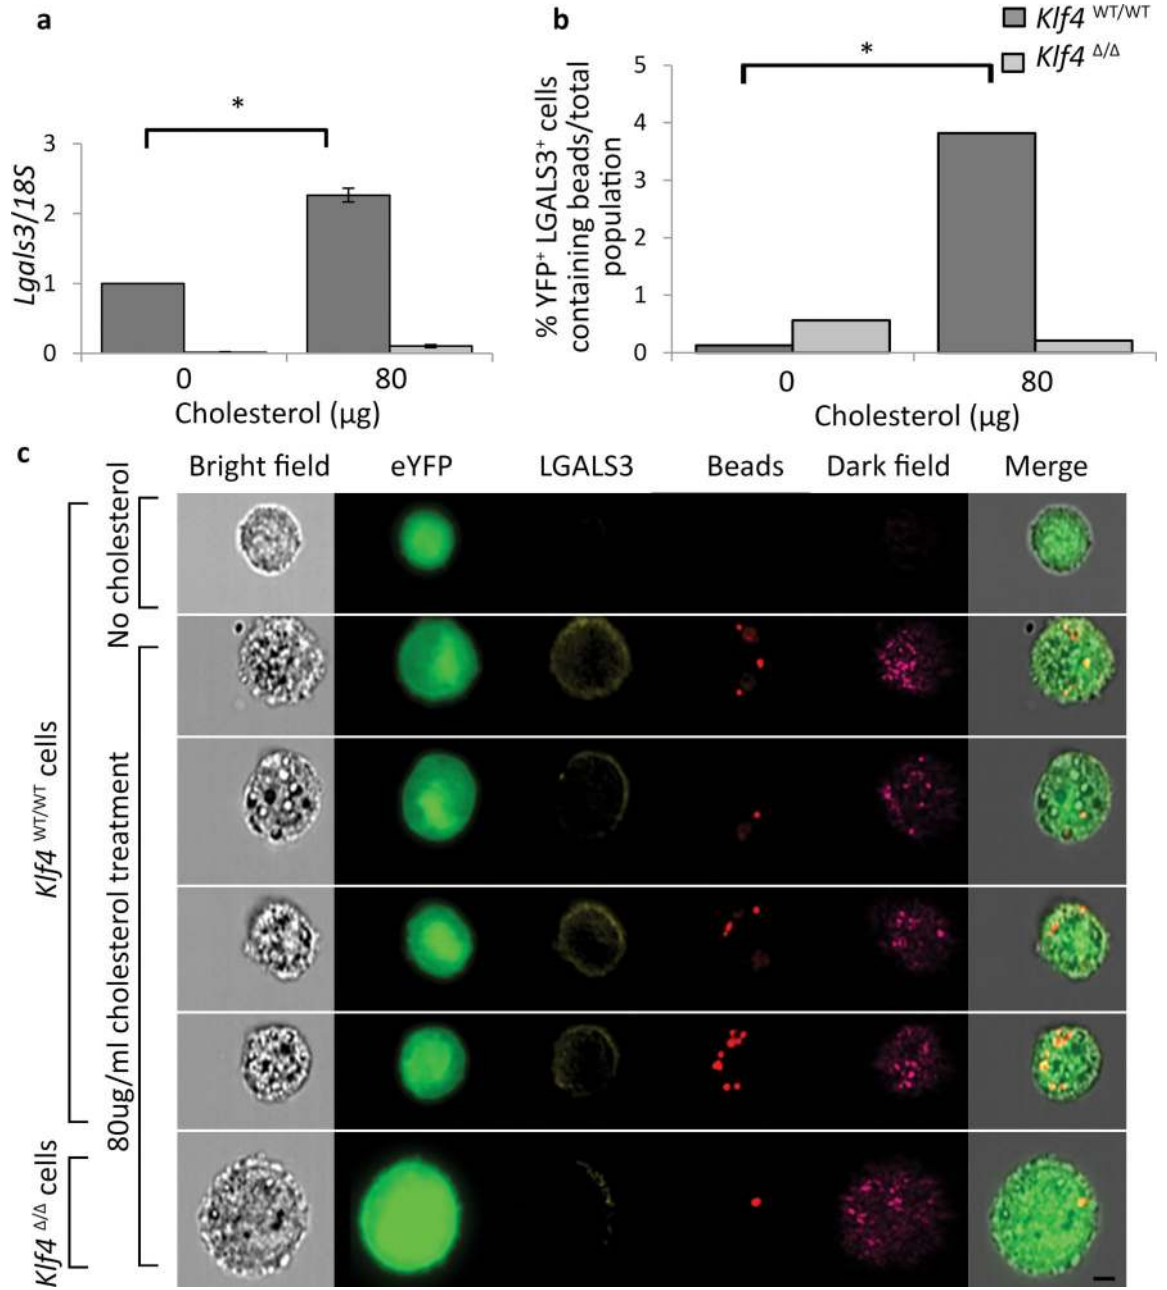 a
*
3
2
1
0
Lgals3/18S
0 80
Cholesterol (µg)
b
Klf4 WT/WT
Klf4 Δ/Δ
*
5
4
3
2
1
0
% YFP+ LGALS3+ cells
containing beads/total
population
0 80
Cholesterol (µg)
c
Bright field eYFP LGALS3 Beads Dark field Merge
No cholesterol
Klf4 WT/WT cells
80ug/ml cholesterol treatment
Klf4 Δ/Δ cells